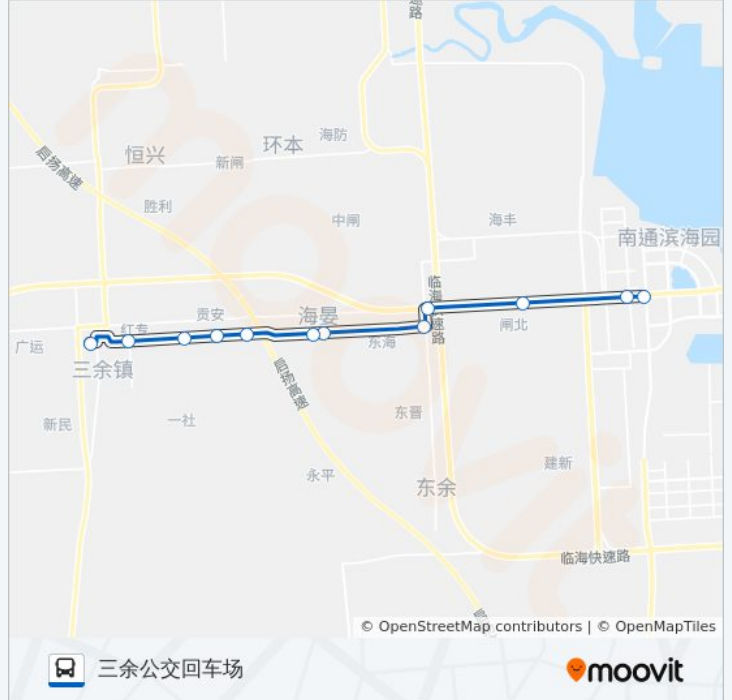 速路
海防
环本
恒兴
新闸
启扬高速
胜利
中闸
海丰
南通滨海园
临海快速路
贡安
海晏
红专
闸北
广运
东海
三余镇
启扬高速
东晋
一社
新民
建新
永平
东余
临海快速路
© OpenStreetMap contributors | © OpenMapTiles
三余公交回车场
moovit